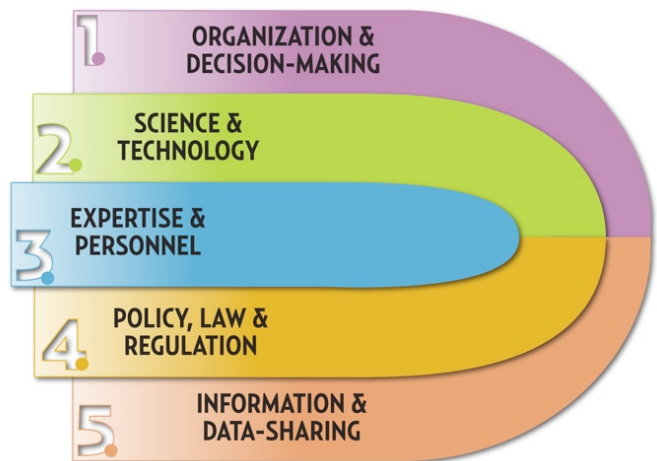 1.
ORGANIZATION &
DECISION-MAKING
2.
SCIENCE &
TECHNOLOGY
3.
EXPERTISE &
PERSONNEL
4.
POLICY, LAW &
REGULATION
5.
INFORMATION &
DATA-SHARING